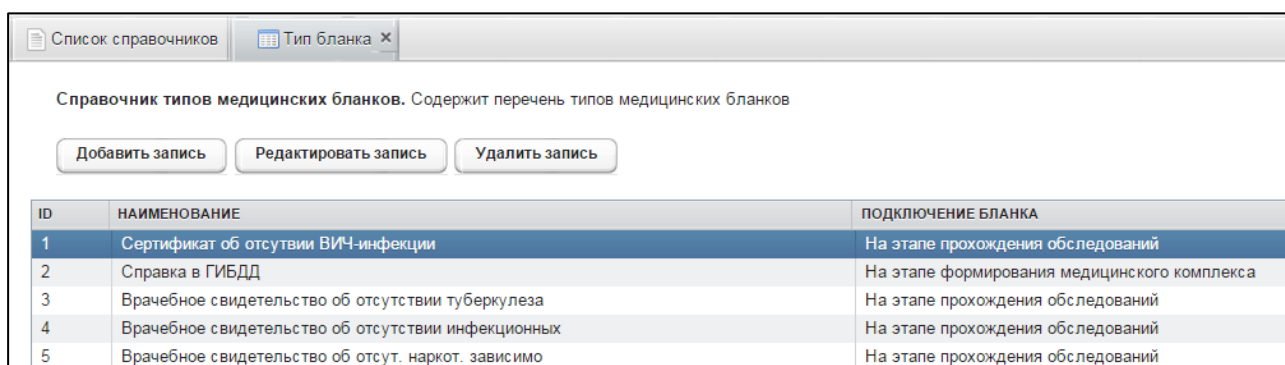 Список справочников Тип бланка ×
Справочник типов медицинских бланков. Содержит перечень типов медицинских бланков
Добавить запись Редактировать запись Удалить запись
ID НАИМЕНОВАНИЕ ПОДКЛЮЧЕНИЕ БЛАНКА
1 Сертификат об отсутвии ВИЧ-инфекции На этапе прохождения обследований
2 Справка в ГИБДД На этапе формирования медицинского комплекса
3 Врачебное свидетельство об отсутствии туберкулеза На этапе прохождения обследований
4 Врачебное свидетельство об отсутствии инфекционных На этапе прохождения обследований
5 Врачебное свидетельство об отсут. наркот. зависимо На этапе прохождения обследований